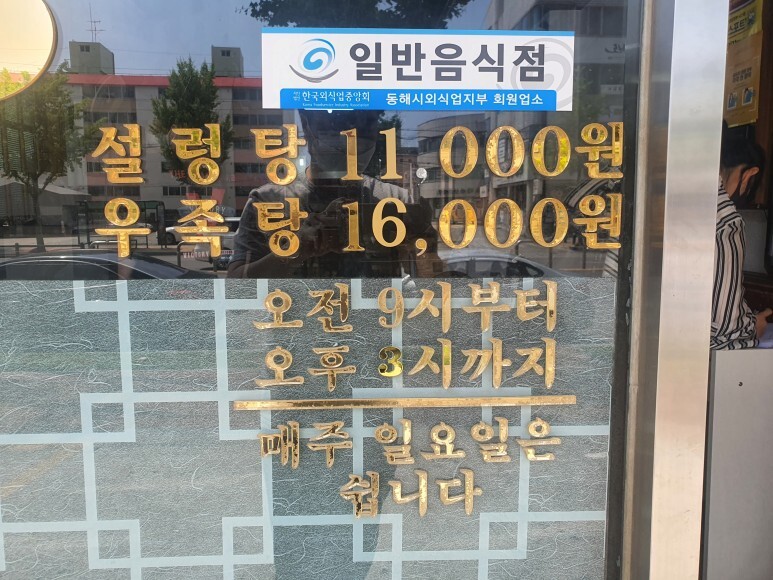 일반음식점
한국외식업중앙회 동해시외식업지부 회원업소
설렁탕 11,000원
우족탕 16,000원
오전 9시부터
오후 3시까지
매주 일요일은
쉽니다